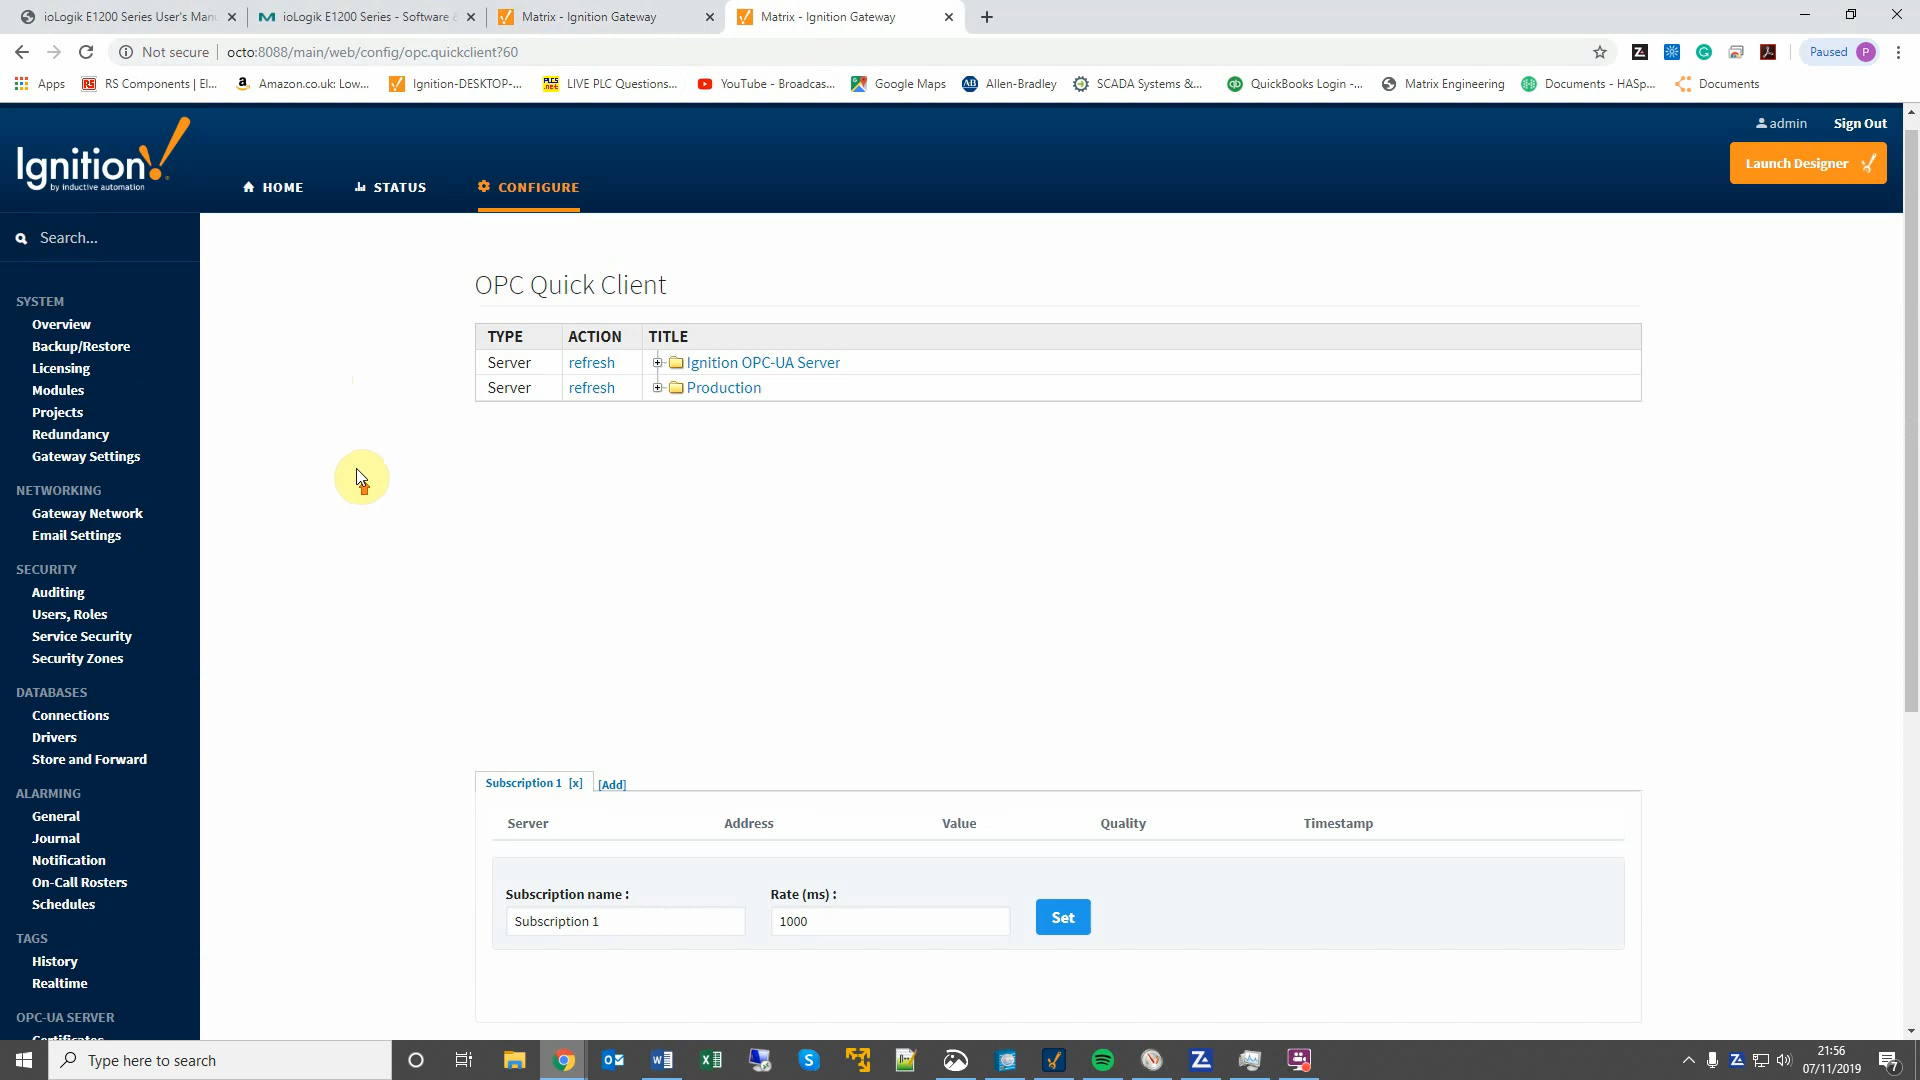 ioLogik E1200 Series User's Manu
ioLogik E1200 Series - Software &
Matrix - Ignition Gateway
Matrix - Ignition Gateway
Not secure
octo:8088/main/web/config/opc.quickclient?60
Paused
P
Apps
RS Components | El...
Amazon.co.uk: Low...
Ignition-DESKTOP-...
LIVE PLC Questions...
YouTube - Broadcas...
Google Maps
Allen-Bradley
SCADA Systems &...
QuickBooks Login -...
Matrix Engineering
Documents - HASp...
Documents
Ignition!
by inductive automation
HOME
STATUS
CONFIGURE
admin
Sign Out
Launch Designer
Search...
SYSTEM
Overview
Backup/Restore
Licensing
Modules
Projects
Redundancy
Gateway Settings
NETWORKING
Gateway Network
Email Settings
SECURITY
Auditing
Users, Roles
Service Security
Security Zones
DATABASES
Connections
Drivers
Store and Forward
ALARMING
General
Journal
Notification
On-Call Rosters
Schedules
TAGS
History
Realtime
OPC-UA SERVER
Certificates
OPC Quick Client
TYPE ACTION TITLE
Server refresh Ignition OPC-UA Server
Server refresh Production
Subscription 1 [x] [Add]
Server Address Value Quality Timestamp
Subscription name : Rate (ms) :
Subscription 1 1000 Set
Type here to search
21:56
07/11/2019
7